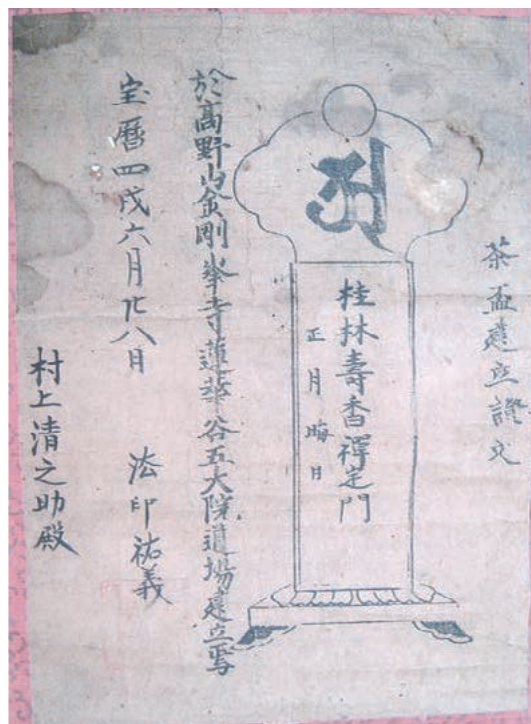 茶盃建立證文
桂林壽香禪定門
正月晦日
於高野山金剛峯寺蓮華谷五大院道場建立焉
宝暦四戌六月廿八日
法印祐義
村上清之助殿